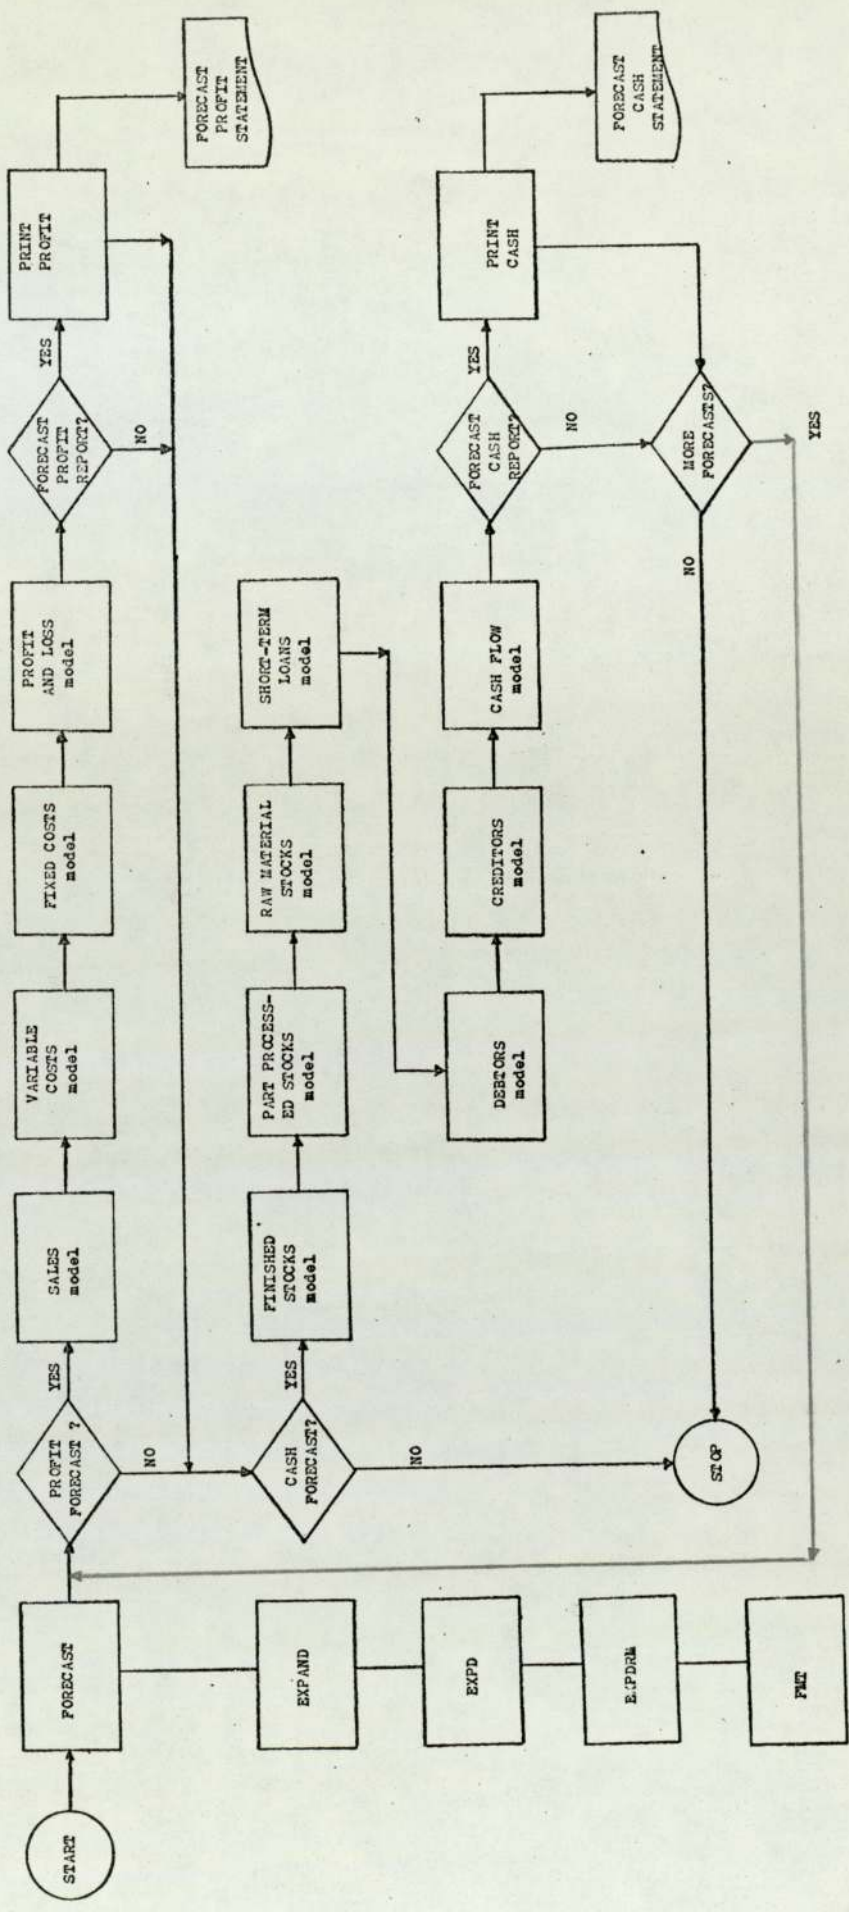 START
FORECAST
PROFIT
FORECAST ?
YES
NO
SALES
model
VARIABLE
COSTS
model
FIXED COSTS
model
PROFIT
AND LOSS
model
FORECAST
PROFIT
REPORT?
YES
NO
PRINT
PROFIT
FORECAST
PROFIT
STATEMENT
EXPAND
CASH
FORECAST?
YES
NO
FINISHED
STOCKS
model
PART PROCESS-
ED STOCKS
model
RAW MATERIAL
STOCKS
model
SHORT-TERM
LOANS
model
EXPD
DEBTORS
model
CREDITORS
model
CASH FLOW
model
FORECAST
CASH
REPORT?
YES
NO
PRINT
CASH
FORECAST
CASH
STATEMENT
EXPDRM
STOP
NO
MORE
FORECASTS?
YES